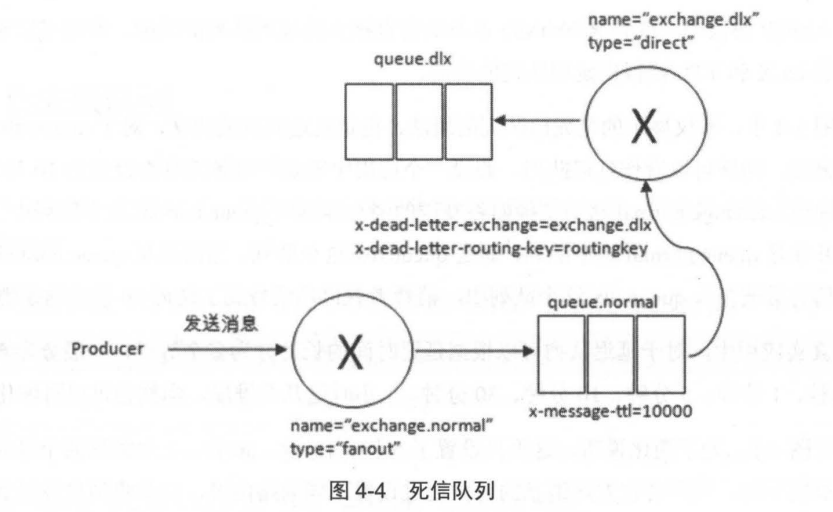 name="exchange.dlx"
type="direct"
queue.dlx
X
x-dead-letter-exchange=exchange.dlx
x-dead-letter-routing-key=routingkey
queue.normal
发送消息
Producer
X
x-message-ttl=10000
name="exchange.normal"
type="fanout"
图 4-4 死信队列